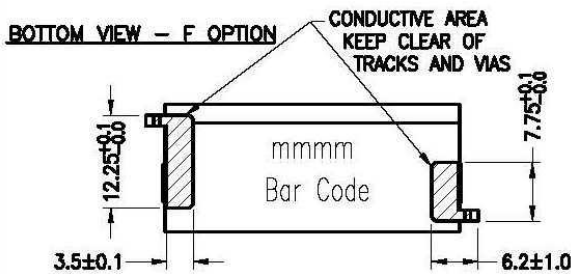 BOTTOM VIEW - F OPTION
CONDUCTIVE AREA
KEEP CLEAR OF
TRACKS AND VIAS
12.25+0.1-0.0
7.75+0.1-0.0
mmmm
Bar Code
3.5±0.1
6.2±1.0